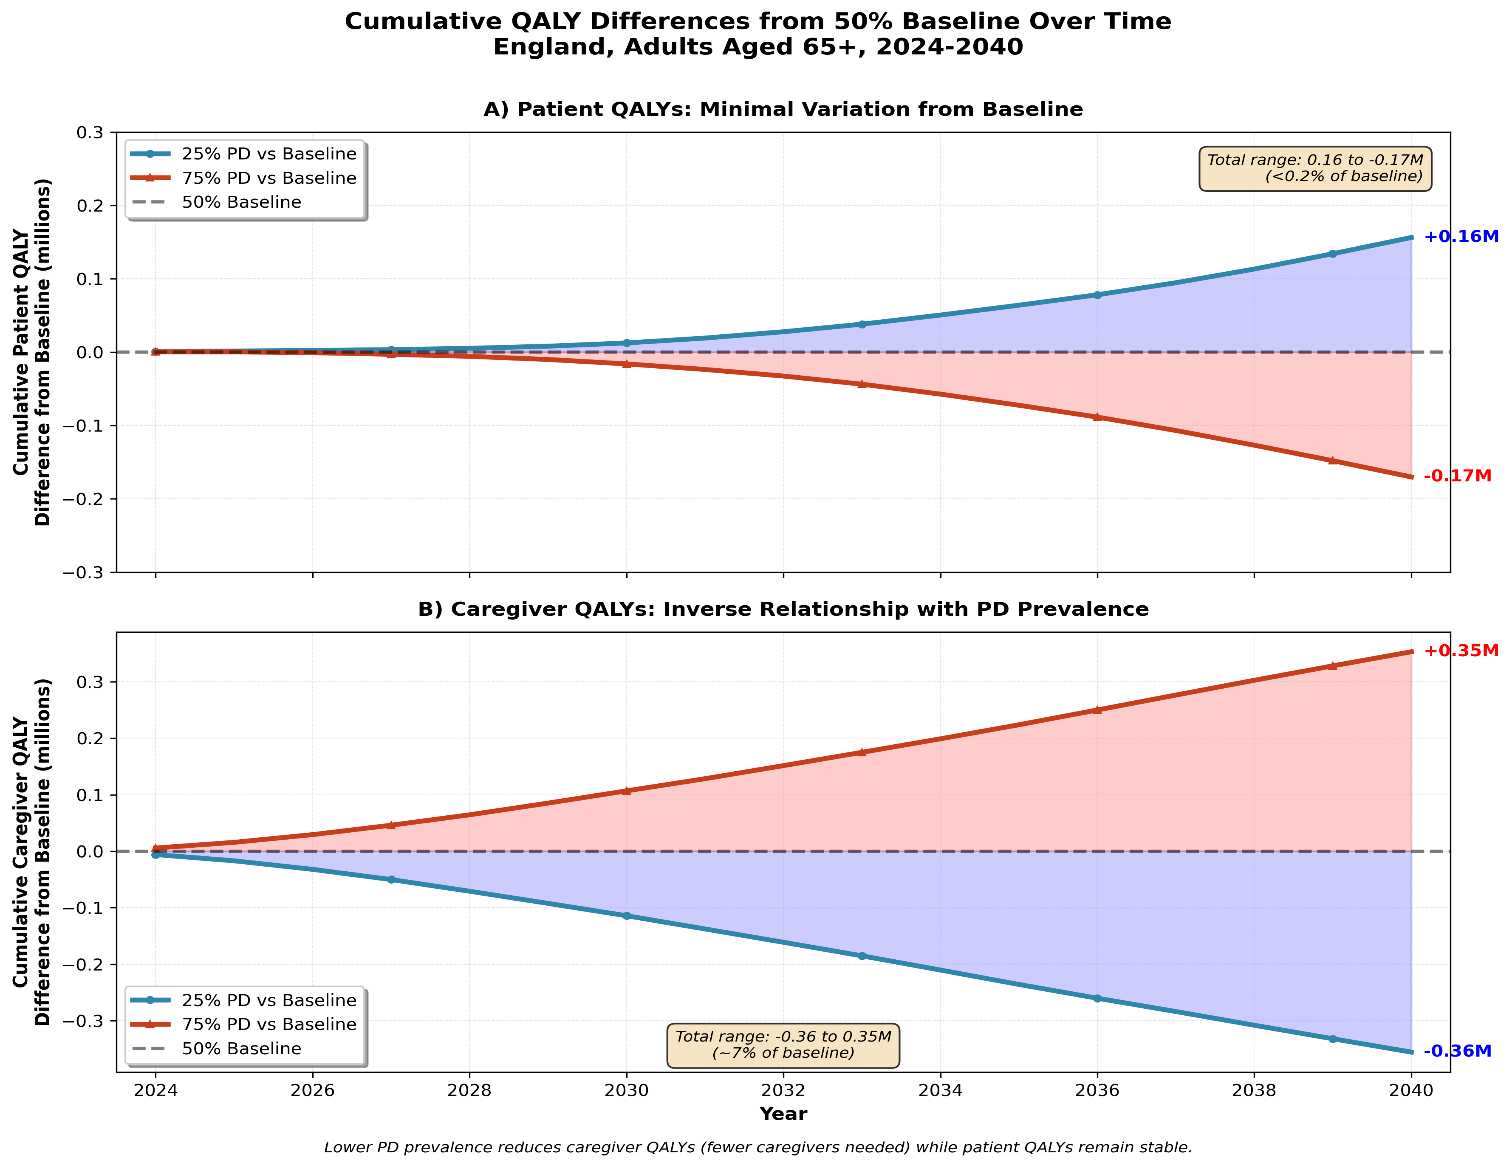 Cumulative QALY Differences from 50% Baseline Over Time
England, Adults Aged 65+, 2024-2040
A) Patient QALYs: Minimal Variation from Baseline
Cumulative Patient QALY
Difference from Baseline (millions)
0.3
0.2
0.1
0.0
−0.1
−0.2
−0.3
25% PD vs Baseline
75% PD vs Baseline
50% Baseline
Total range: 0.16 to -0.17M
(<0.2% of baseline)
+0.16M
-0.17M
B) Caregiver QALYs: Inverse Relationship with PD Prevalence
Cumulative Caregiver QALY
Difference from Baseline (millions)
0.3
0.2
0.1
0.0
−0.1
−0.2
−0.3
+0.35M
-0.36M
25% PD vs Baseline
75% PD vs Baseline
50% Baseline
Total range: -0.36 to 0.35M
(~7% of baseline)
2024 2026 2028 2030 2032 2034 2036 2038 2040
Year
Lower PD prevalence reduces caregiver QALYs (fewer caregivers needed) while patient QALYs remain stable.